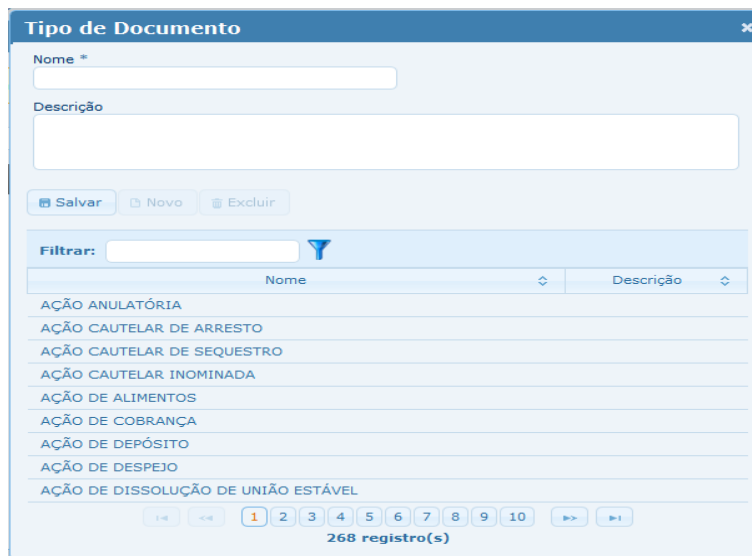 Tipo de Documento
Nome *
Descrição
Salvar Novo Excluir
Filtrar:
Nome Descrição
AÇÃO ANULATÓRIA
AÇÃO CAUTELAR DE ARRESTO
AÇÃO CAUTELAR DE SEQUESTRO
AÇÃO CAUTELAR INOMINADA
AÇÃO DE ALIMENTOS
AÇÃO DE COBRANÇA
AÇÃO DE DEPÓSITO
AÇÃO DE DESPEJO
AÇÃO DE DISSOLUÇÃO DE UNIÃO ESTÁVEL
1 2 3 4 5 6 7 8 9 10
268 registro(s)